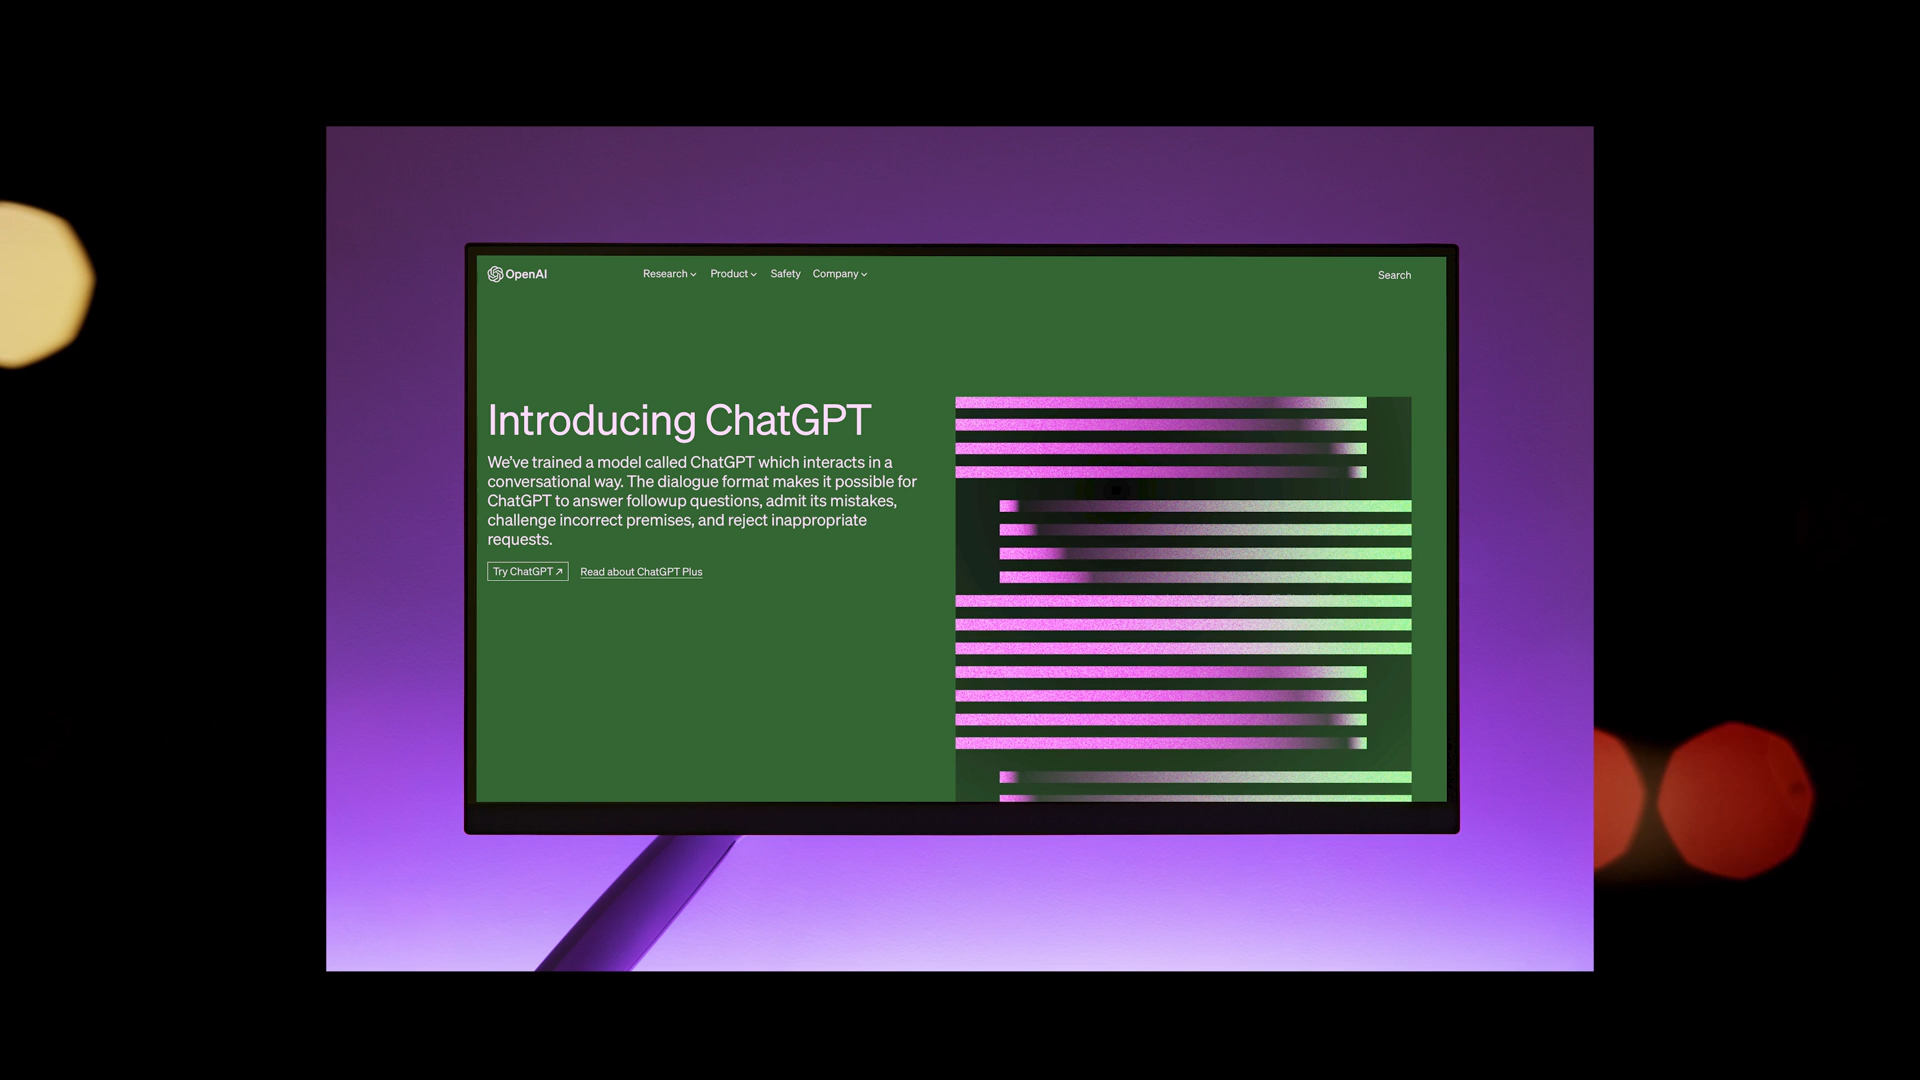 OpenAI
Research
Product
Safety
Company
Search
Introducing ChatGPT
We’ve trained a model called ChatGPT which interacts in a
conversational way. The dialogue format makes it possible for
ChatGPT to answer followup questions, admit its mistakes,
challenge incorrect premises, and reject inappropriate
requests.
Try ChatGPT ↗
Read about ChatGPT Plus